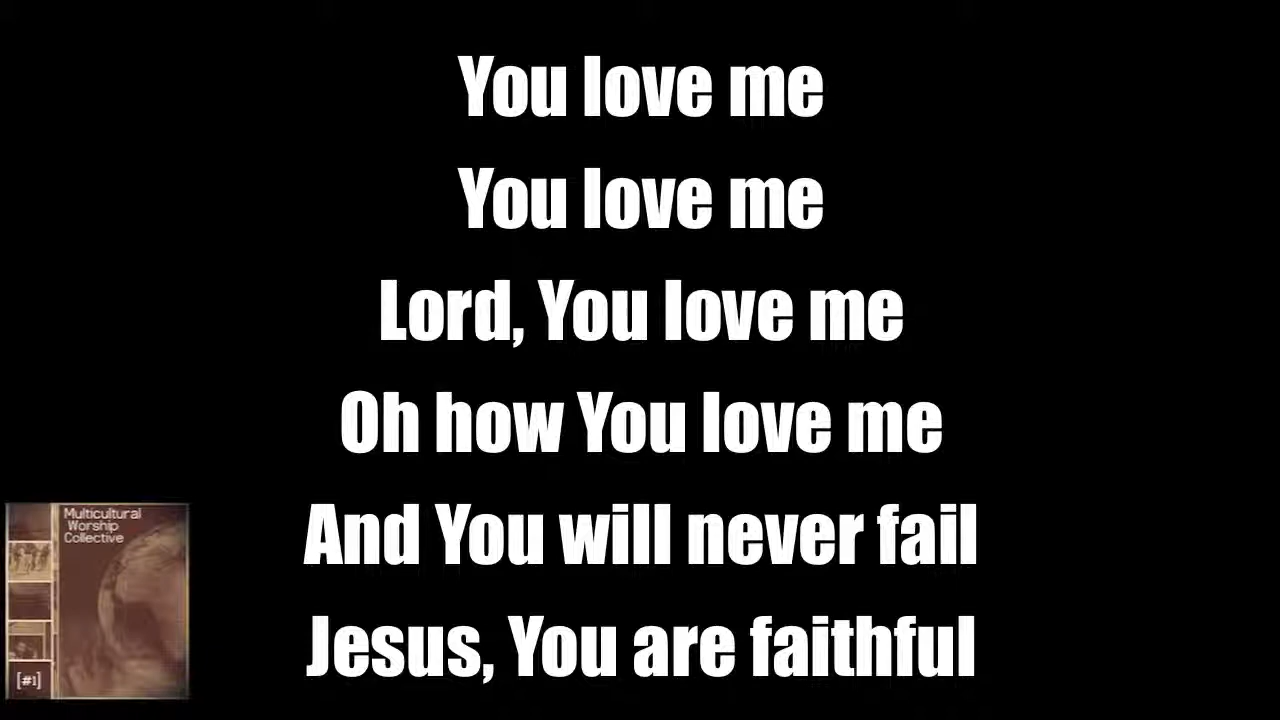 You love me
You love me
Lord, You love me
Oh how You love me
And You will never fail
Jesus, You are faithful
Multicultural
Worship
Collective
[#1]